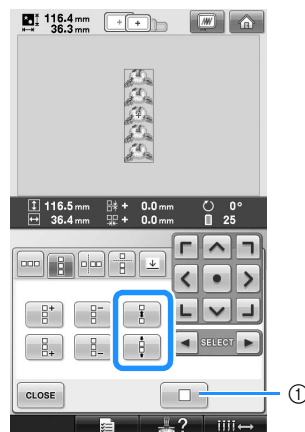 116.4 mm
36.3 mm
116.5 mm + 0.0 mm 0°
36.4 mm + 0.0 mm 25
SELECT
CLOSE
①
?